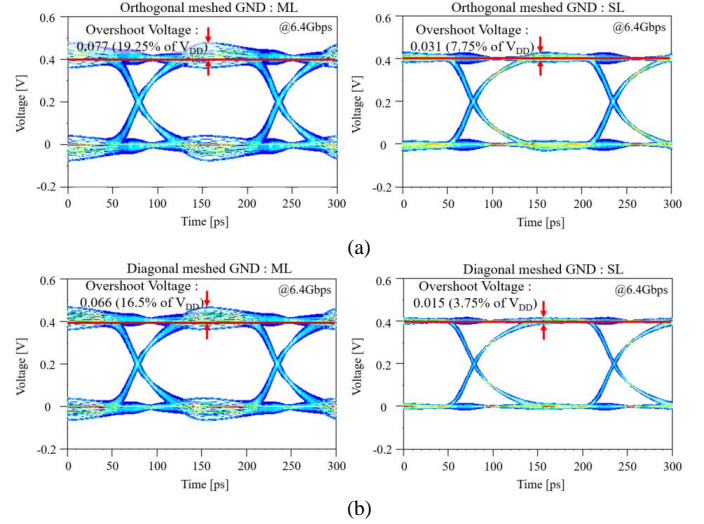 Orthogonal meshed GND : ML
Overshoot Voltage :
0.077 (19.25% of VDD)
@6.4Gbps
Voltage [V]
0.6
0.4
0.2
0
-0.2
0 50 100 150 200 250 300
Time [ps]
Orthogonal meshed GND : SL
Overshoot Voltage :
0.031 (7.75% of VDD)
@6.4Gbps
Voltage [V]
0.6
0.4
0.2
0
-0.2
0 50 100 150 200 250 300
Time [ps]
(a)
Diagonal meshed GND : ML
Overshoot Voltage :
0.066 (16.5% of VDD)
@6.4Gbps
Voltage [V]
0.6
0.4
0.2
0
-0.2
0 50 100 150 200 250 300
Time [ps]
Diagonal meshed GND : SL
Overshoot Voltage :
0.015 (3.75% of VDD)
@6.4Gbps
Voltage [V]
0.6
0.4
0.2
0
-0.2
0 50 100 150 200 250 300
Time [ps]
(b)